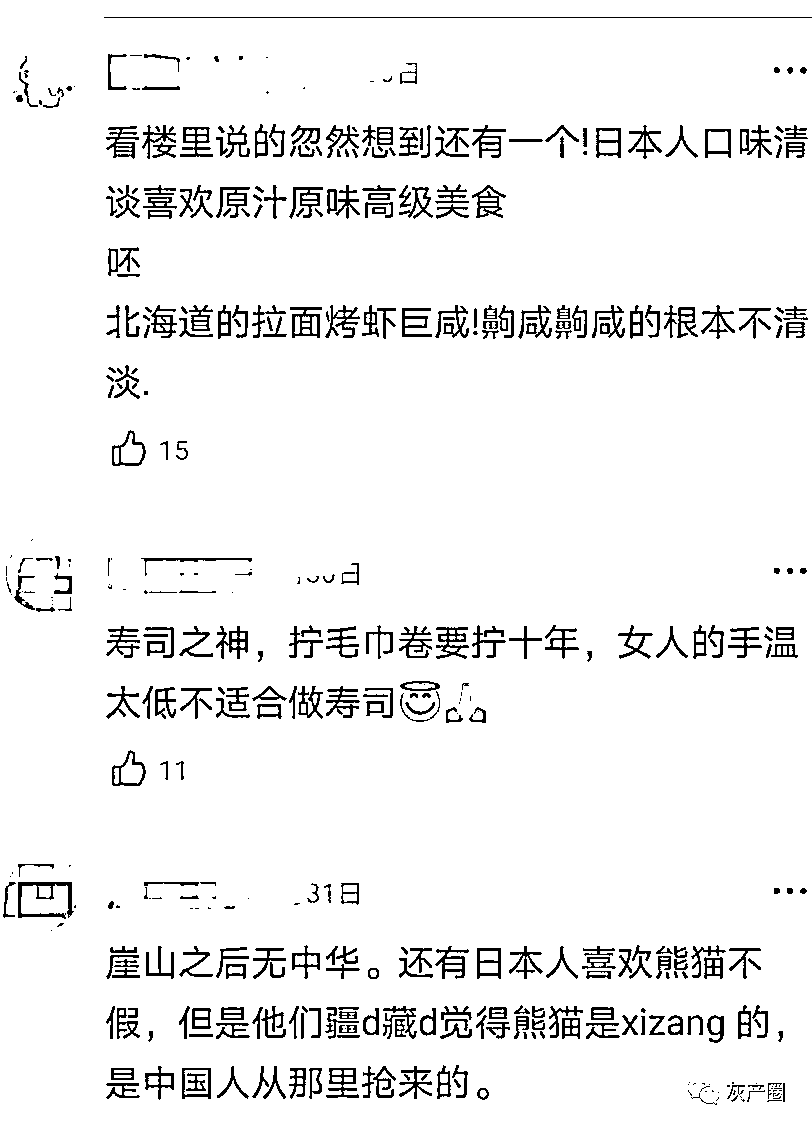 日
看楼里说的忽然想到还有一个!日本人口味清
谈喜欢原汁原味高级美食
呸
北海道的拉面烤虾巨咸!齁咸齁咸的根本不清
淡.
15
日
寿司之神，拧毛巾卷要拧十年，女人的手温
太低不适合做寿司
11
31日
崖山之后无中华。还有日本人喜欢熊猫不
假，但是他们疆d藏d觉得熊猫是xizang 的，
是中国人从那里抢来的。
灰产圈